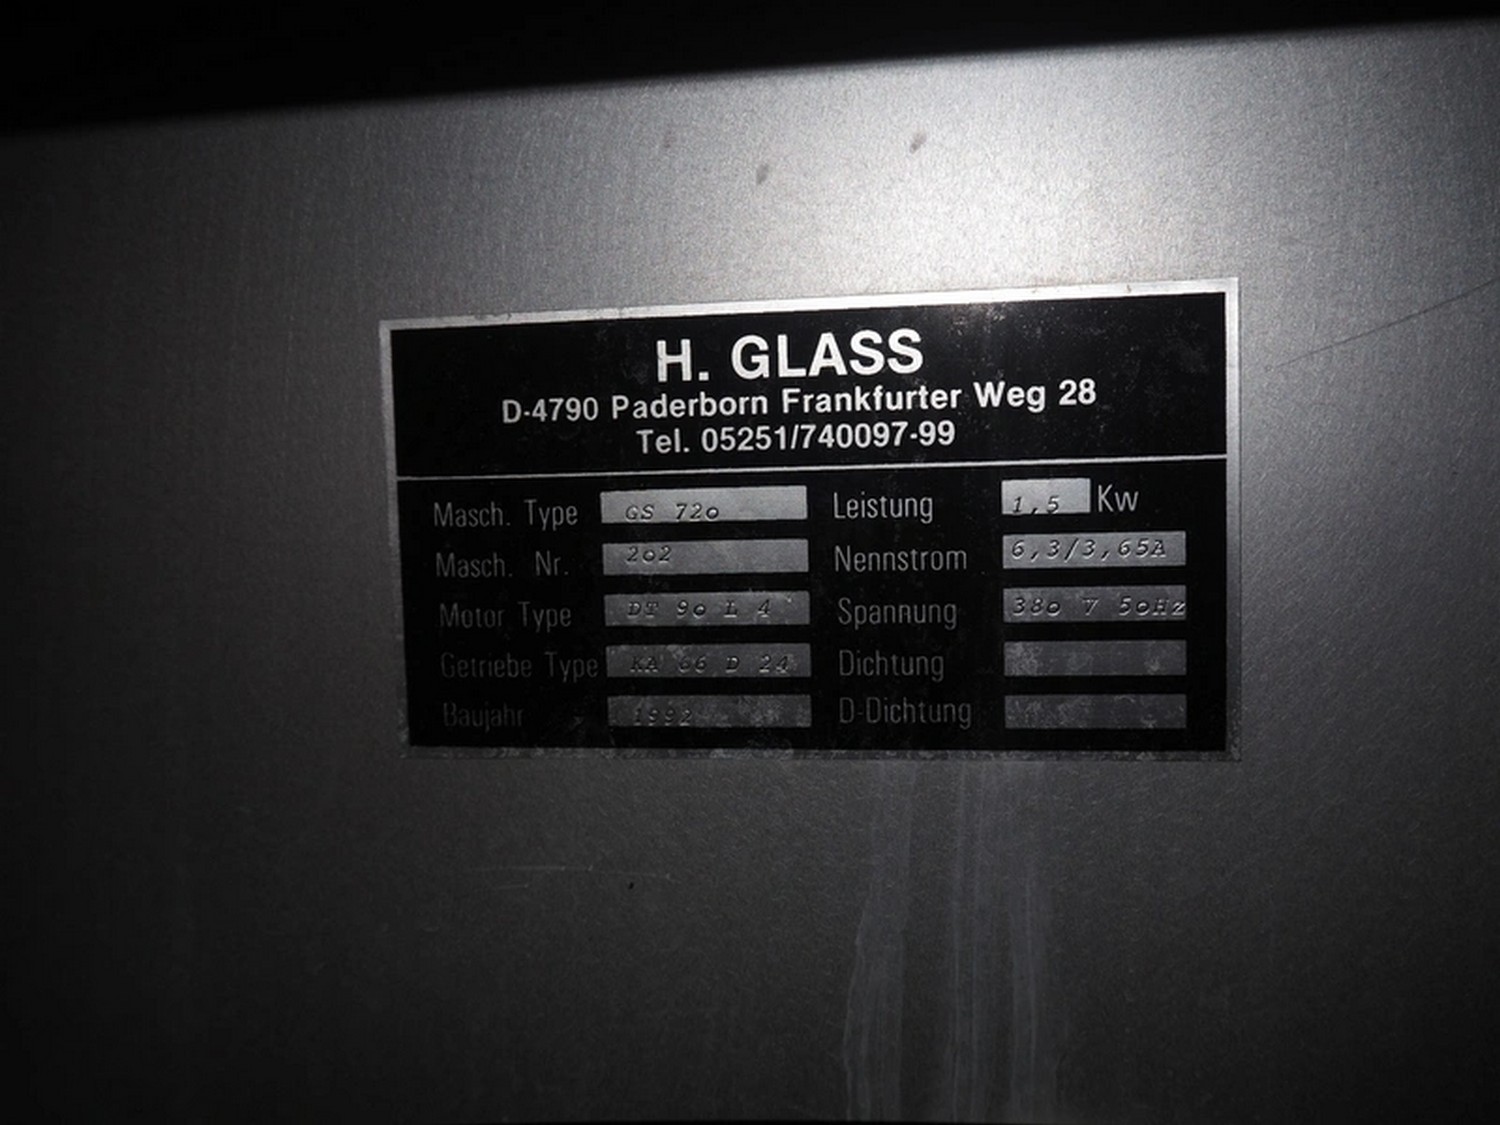 H. GLASS
D-4790 Paderborn Frankfurter Weg 28
Tel. 05251/740097-99
Masch. Type GS 72o Leistung 1,5 Kw
Masch. Nr. 2o2 Nennstrom 6,3/3,65A
Motor Type DT 9o L 4 Spannung 38o V 5oHz
Getriebe Type KA 66 D 24 Dichtung
Baujahr 1992 D-Dichtung